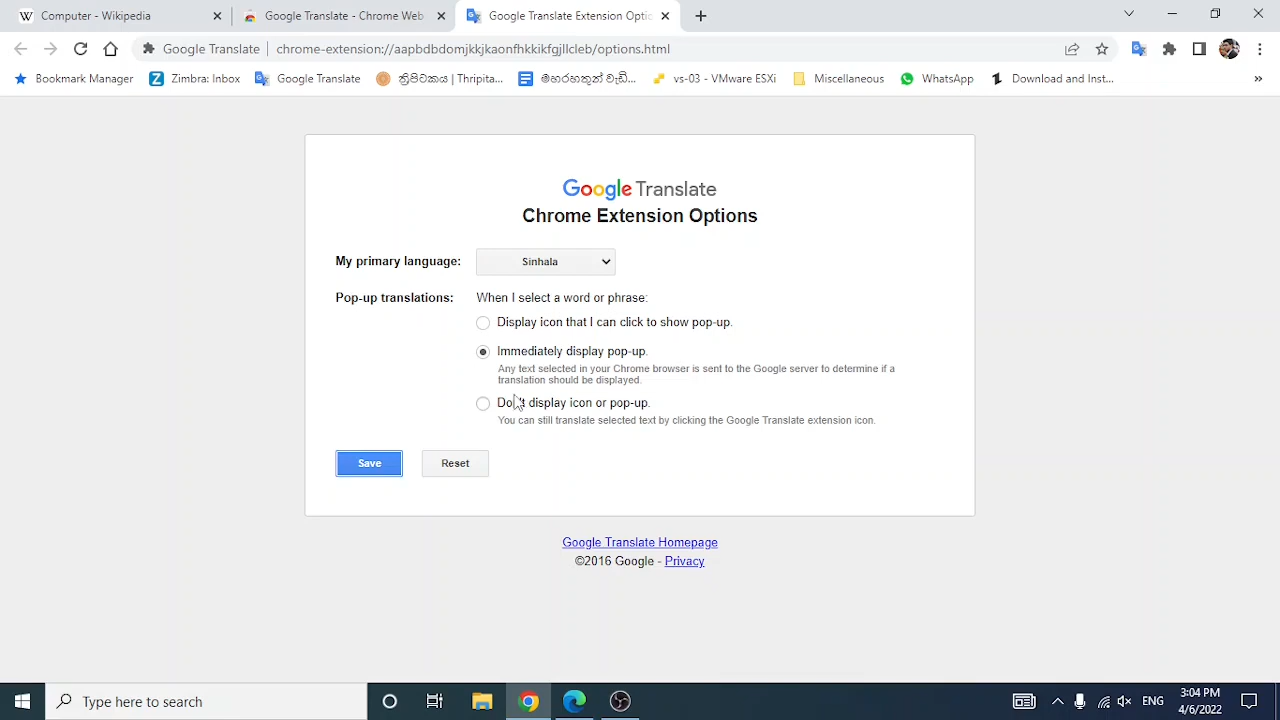 Computer - Wikipedia
Google Translate - Chrome Web
Google Translate Extension Optio
Google Translate
chrome-extension://aapbdbdomjkkjkaonfhkkikfgjllcleb/options.html
Bookmark Manager
Zimbra: Inbox
Google Translate
ත්‍රිපිටකය | Thripita...
vs-03 - VMware ESXi
Miscellaneous
WhatsApp
Download and Inst...
»
Google Translate
Chrome Extension Options
My primary language:
Sinhala
Pop-up translations:
When I select a word or phrase:
Display icon that I can click to show pop-up.
Immediately display pop-up.
Any text selected in your Chrome browser is sent to the Google server to determine if a
translation should be displayed.
Don't display icon or pop-up.
You can still translate selected text by clicking the Google Translate extension icon.
Save
Reset
Google Translate Homepage
©2016 Google - Privacy
Type here to search
ENG
3:04 PM
4/6/2022